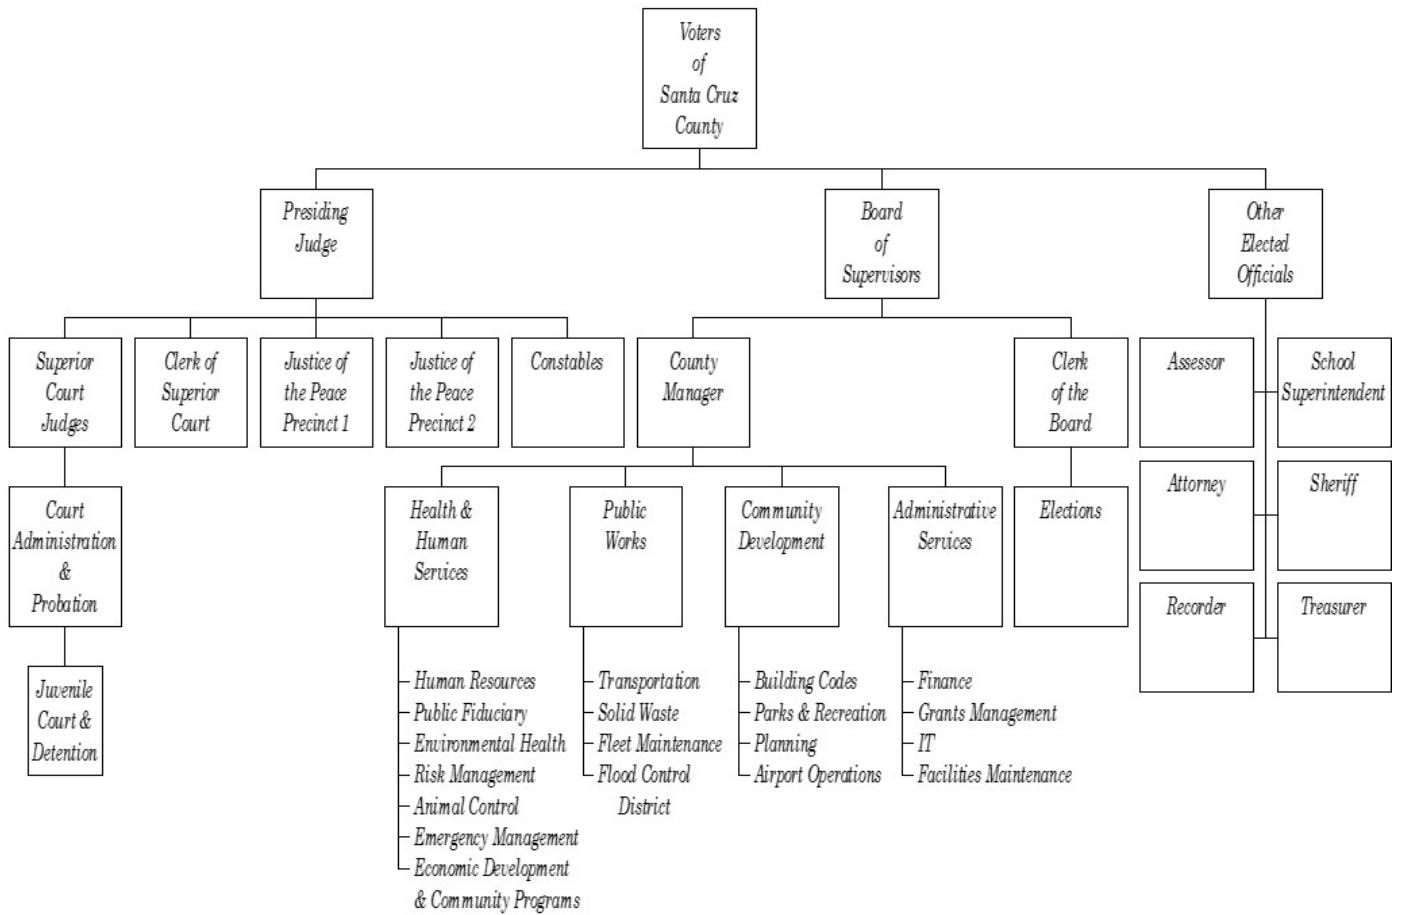 Voters
of
Santa Cruz
County
Presiding
Judge
Board
of
Supervisors
Other
Elected
Officials
Superior
Court
Judges
Clerk of
Superior
Court
Justice of
the Peace
Precinct 1
Justice of
the Peace
Precinct 2
Constables
County
Manager
Clerk
of the
Board
Assessor
School
Superintendent
Attorney
Sheriff
Recorder
Treasurer
Court
Administration
&
Probation
Juvenile
Court &
Detention
Health &
Human
Services
Public
Works
Community
Development
Administrative
Services
Elections
Human Resources
Public Fiduciary
Environmental Health
Risk Management
Animal Control
Emergency Management
Economic Development
& Community Programs
Transportation
Solid Waste
Fleet Maintenance
Flood Control
District
Building Codes
Parks & Recreation
Planning
Airport Operations
Finance
Grants Management
IT
Facilities Maintenance